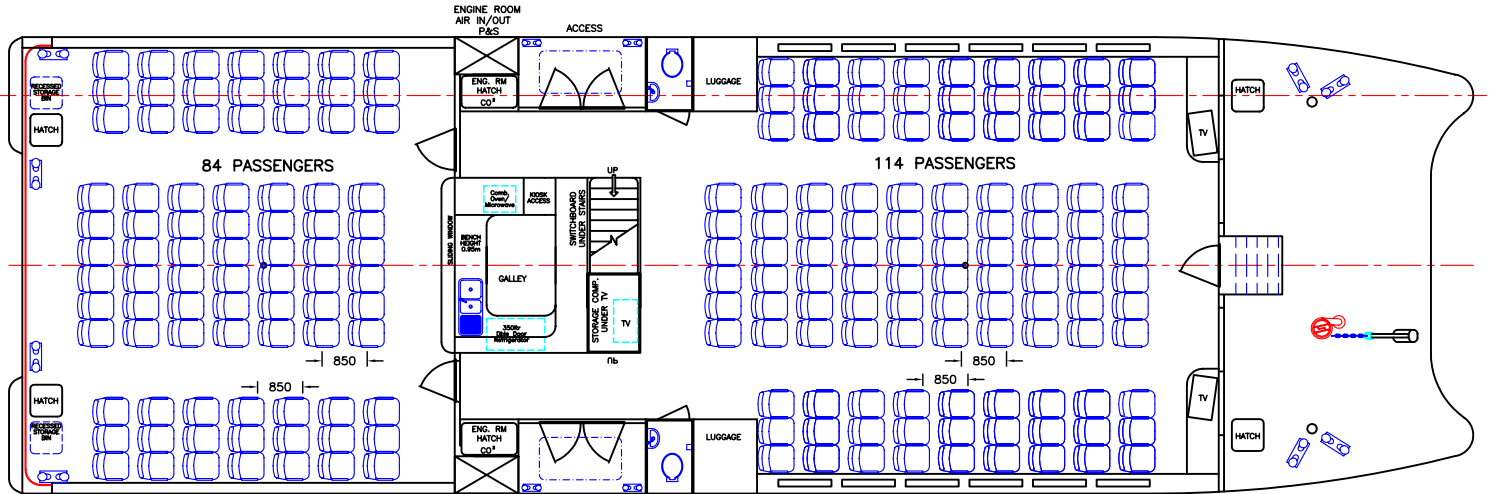 ENGINE ROOM
AIR IN/OUT
P&S
ACCESS
ENG. RM
HATCH
CO²
LUGGAGE
RECESSED
STORAGE
BIN
HATCH
HATCH
TV
84 PASSENGERS
114 PASSENGERS
UP
Comb.
Oven/
Microwave
KIOSK
ACCESS
SWITCHBOARD
UNDER STAIRS
SLIDING WINDOW
BENCH
HEIGHT
0.95m
GALLEY
STORAGE COMP.
UNDER TV
TV
350ltr
Dble Door
Refrigerator
UP
850
850
850
850
HATCH
RECESSED
STORAGE
BIN
TV
ENG. RM
HATCH
CO²
LUGGAGE
HATCH